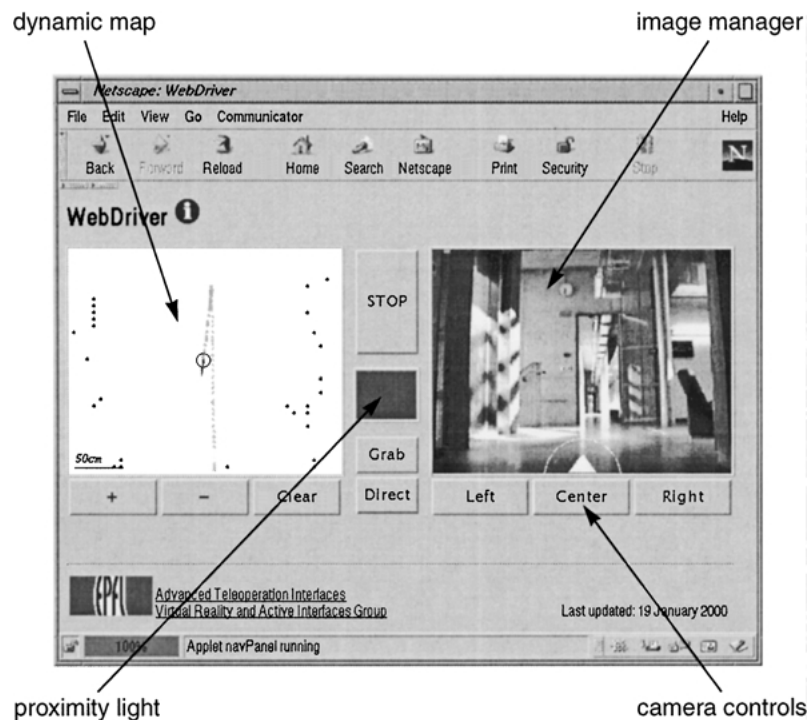 dynamic map
image manager
Netscape: WebDriver
File Edit View Go Communicator Help
Back Forward Reload Home Search Netscape Print Security Stop
N
WebDriver i
STOP
50cm
Grab
+ - Clear Direct Left Center Right
EPFL
Advanced Teleoperation Interfaces
Virtual Reality and Active Interfaces Group
Last updated: 19 January 2000
100% Applet navPanel running
proximity light
camera controls